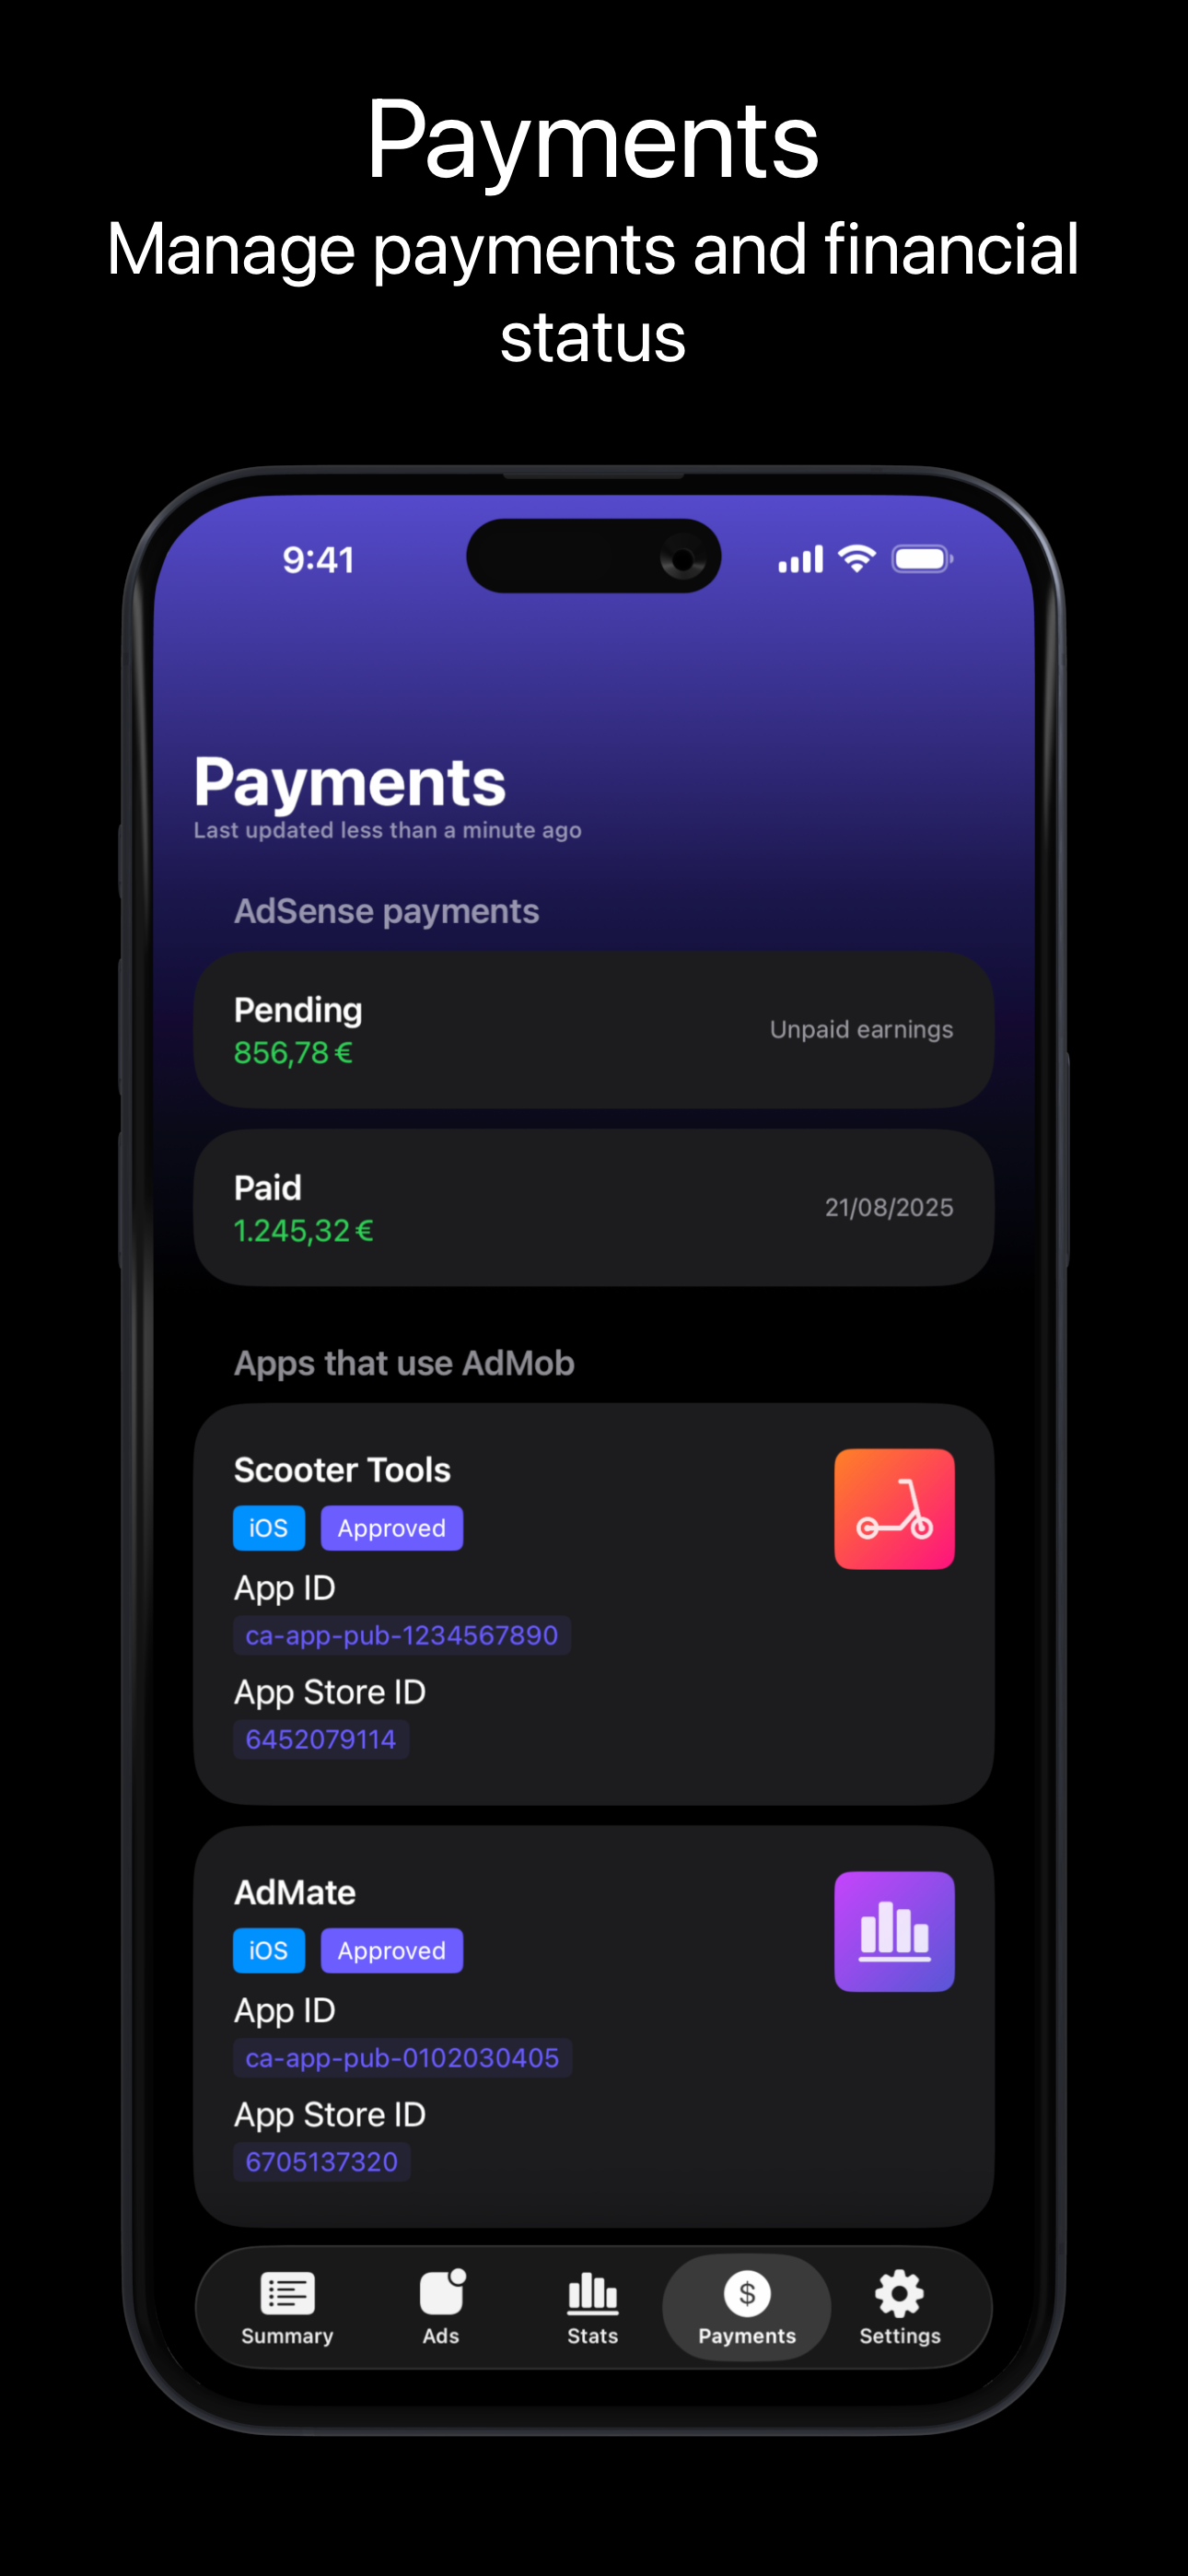 Payments
Manage payments and financial
status
9:41
Payments
Last updated less than a minute ago
AdSense payments
Pending
856,78 €
Unpaid earnings
Paid
1.245,32 €
21/08/2025
Apps that use AdMob
Scooter Tools
iOS Approved
App ID
ca-app-pub-1234567890
App Store ID
6452079114
AdMate
iOS Approved
App ID
ca-app-pub-0102030405
App Store ID
6705137320
$
Summary Ads Stats Payments Settings